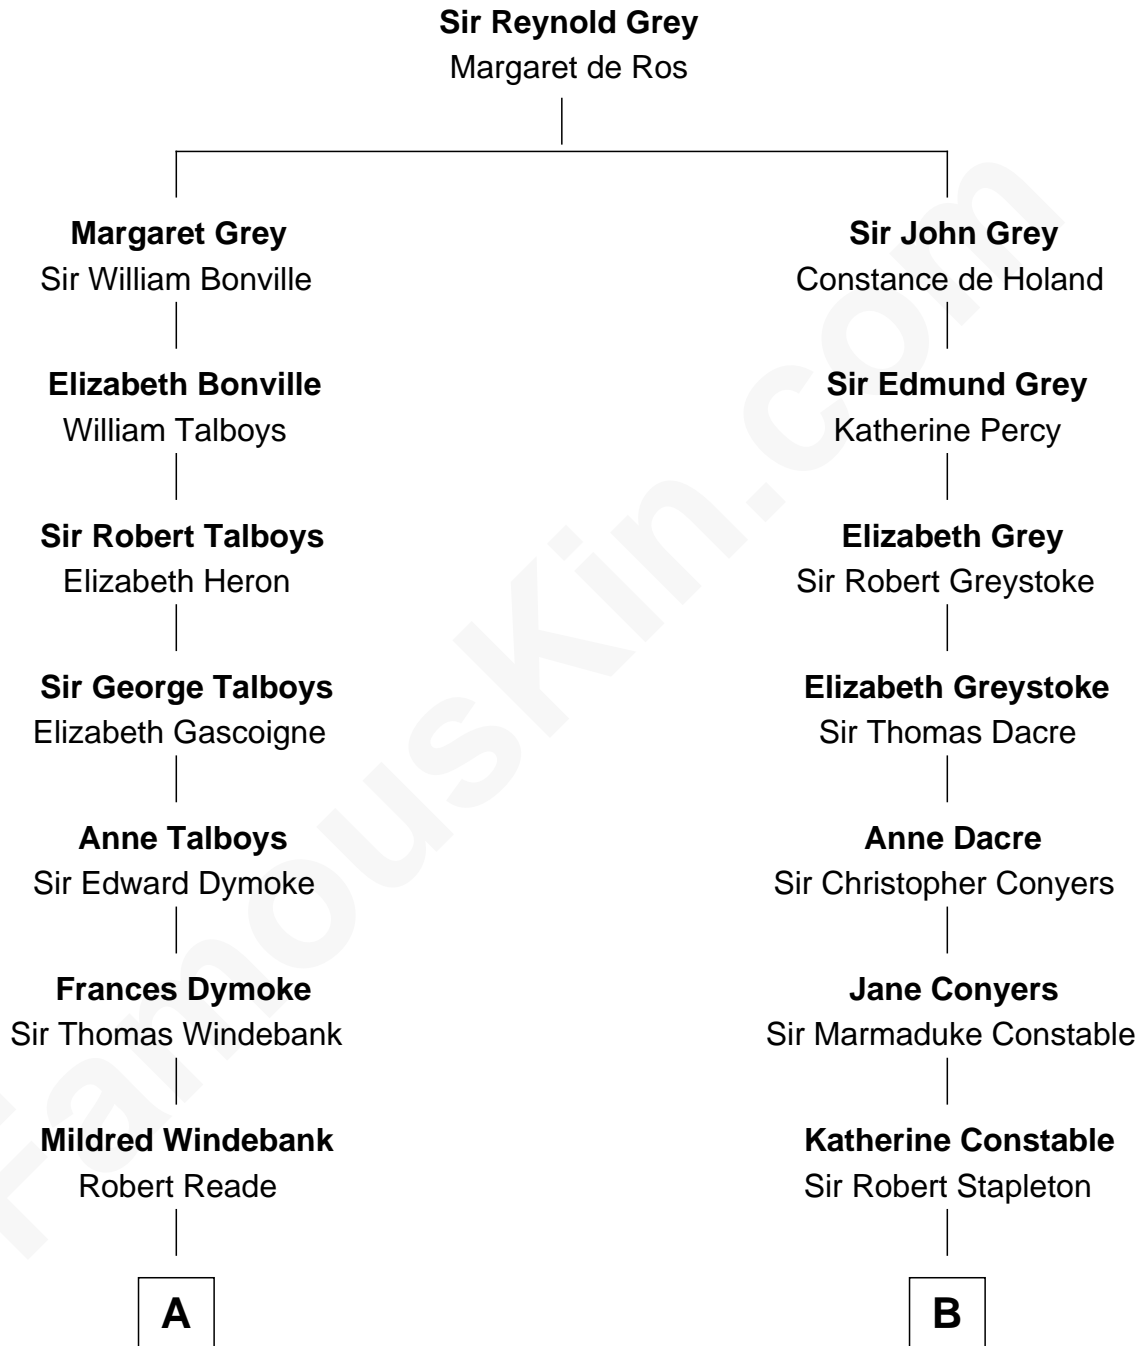 Sir Reynold Grey
Margaret de Ros
Margaret Grey
Sir William Bonville
Sir John Grey
Constance de Holand
Elizabeth Bonville
William Talboys
Sir Edmund Grey
Katherine Percy
Sir Robert Talboys
Elizabeth Heron
Elizabeth Grey
Sir Robert Greystoke
Sir George Talboys
Elizabeth Gascoigne
Elizabeth Greystoke
Sir Thomas Dacre
Anne Talboys
Sir Edward Dymoke
Anne Dacre
Sir Christopher Conyers
Frances Dymoke
Sir Thomas Windebank
Jane Conyers
Sir Marmaduke Constable
Mildred Windebank
Robert Reade
Katherine Constable
Sir Robert Stapleton
A
B
FamousKin.com